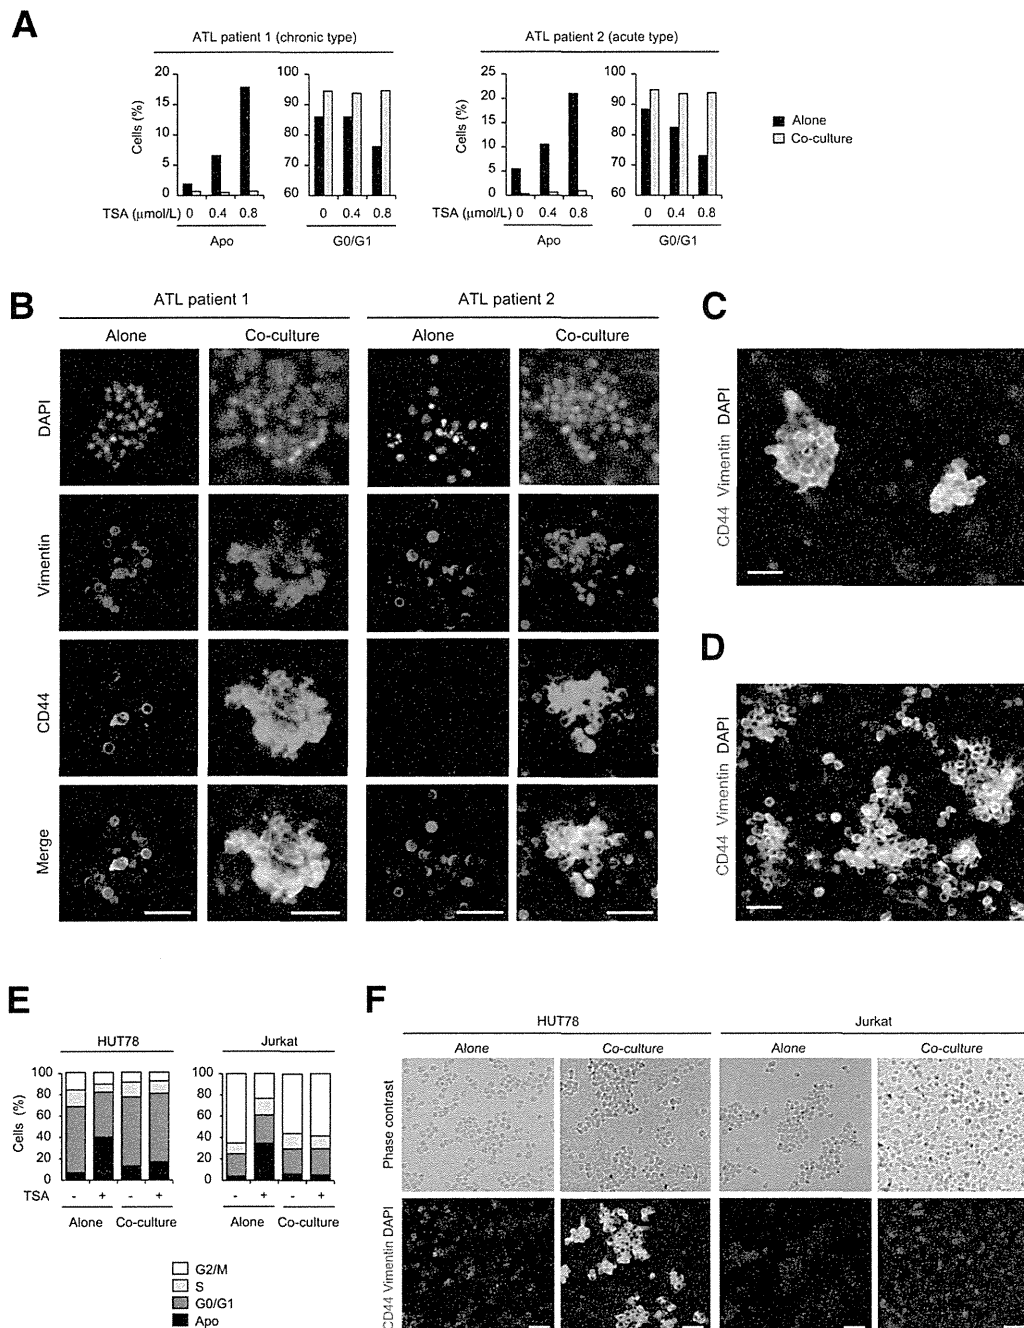 A
ATL patient 1 (chronic type)
ATL patient 2 (acute type)
Cells (%)
20
15
10
5
0
100
90
80
70
60
Cells (%)
25
20
15
10
5
0
100
90
80
70
60
Alone
Co-culture
TSA (μmol/L) 0 0.4 0.8 0 0.4 0.8
Apo G0/G1
TSA (μmol/L) 0 0.4 0.8 0 0.4 0.8
Apo G0/G1
B
ATL patient 1
ATL patient 2
Alone Co-culture Alone Co-culture
DAPI
Vimentin
CD44
Merge
C
CD44 Vimentin DAPI
D
CD44 Vimentin DAPI
E
HUT78
Jurkat
Cells (%)
100
80
60
40
20
0
100
80
60
40
20
0
TSA - + - + - + - +
Alone Co-culture Alone Co-culture
G2/M
S
G0/G1
Apo
F
HUT78
Jurkat
Alone Co-culture Alone Co-culture
Phase contrast
CD44 Vimentin DAPI